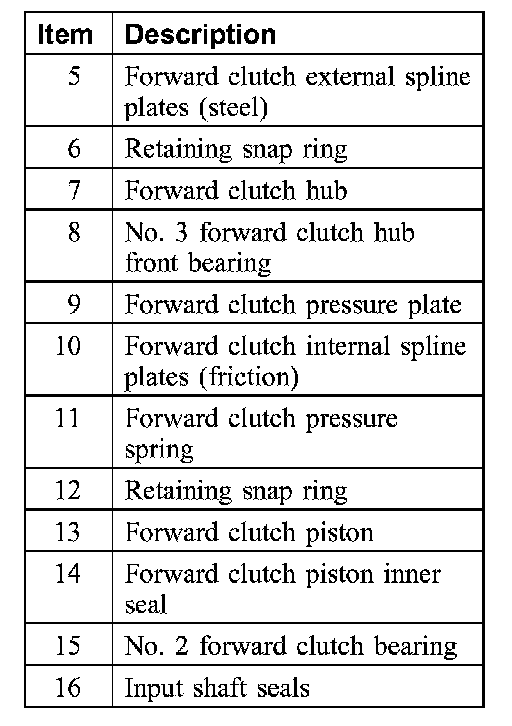 Item Description
5 Forward clutch external spline
plates (steel)
6 Retaining snap ring
7 Forward clutch hub
8 No. 3 forward clutch hub
front bearing
9 Forward clutch pressure plate
10 Forward clutch internal spline
plates (friction)
11 Forward clutch pressure
spring
12 Retaining snap ring
13 Forward clutch piston
14 Forward clutch piston inner
seal
15 No. 2 forward clutch bearing
16 Input shaft seals